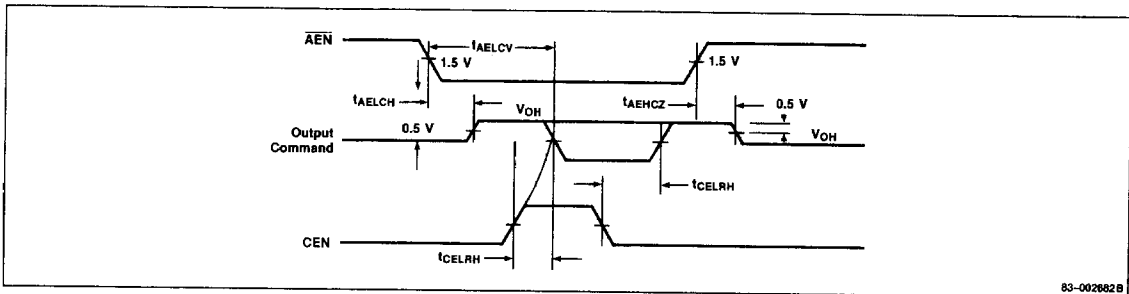 AEN
tAELCV
1.5 V
1.5 V
tAELCH
tAEHCZ
0.5 V
VOH
0.5 V
VOH
Output
Command
tCELRH
CEN
tCELRH
83-002682B